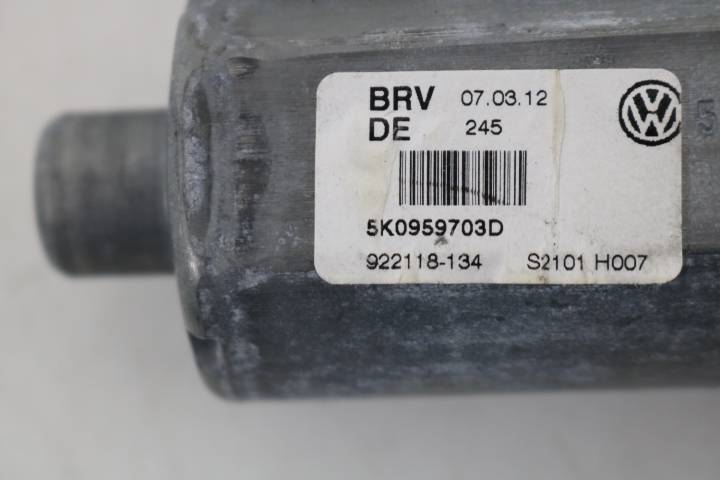 BRV 07.03.12
DE 245
5K0959703D
922118-134 S2101 H007